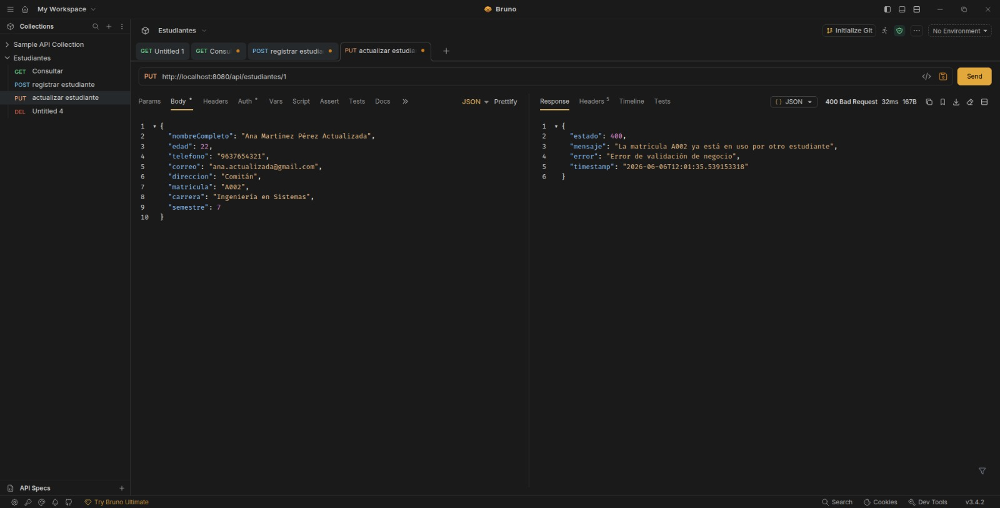 My Workspace
Bruno
Collections
Estudiantes
Initialize Git
No Environment
Sample API Collection
Estudiantes
GET Consultar
POST registrar estudiante
PUT actualizar estudiante
DEL Untitled 4
GET Untitled 1
GET Consul
POST registrar estudia
PUT actualizar estudia
PUT http://localhost:8080/api/estudiantes/1
Send
Params Body Headers Auth Vars Script Assert Tests Docs
JSON Prettify
1 {
2 "nombreCompleto": "Ana Martínez Pérez Actualizada",
3 "edad": 22,
4 "telefono": "9637654321",
5 "correo": "ana.actualizada@gmail.com",
6 "direccion": "Comitán",
7 "matricula": "A002",
8 "carrera": "Ingeniería en Sistemas",
9 "semestre": 7
10 }
Response Headers 5 Timeline Tests
{ } JSON 400 Bad Request 32ms 167B
1 {
2 "estado": 400,
3 "mensaje": "La matrícula A002 ya está en uso por otro estudiante",
4 "error": "Error de validación de negocio",
5 "timestamp": "2026-06-06T12:01:35.539153318"
6 }
API Specs
Try Bruno Ultimate
Search
Cookies
Dev Tools
v3.4.2